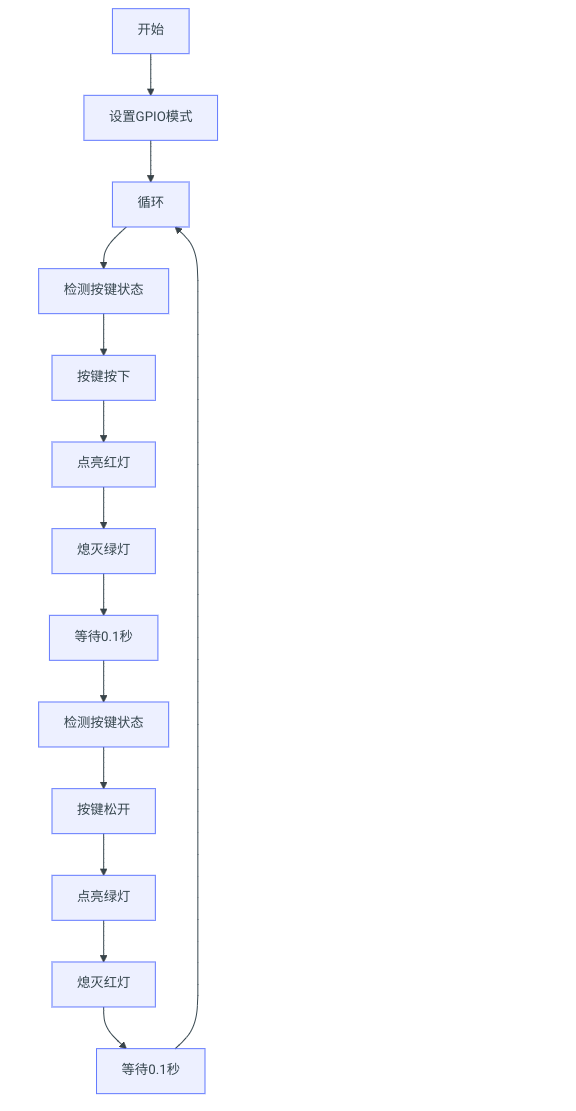 开始
设置GPIO模式
循环
检测按键状态
按键按下
点亮红灯
熄灭绿灯
等待0.1秒
检测按键状态
按键松开
点亮绿灯
熄灭红灯
等待0.1秒